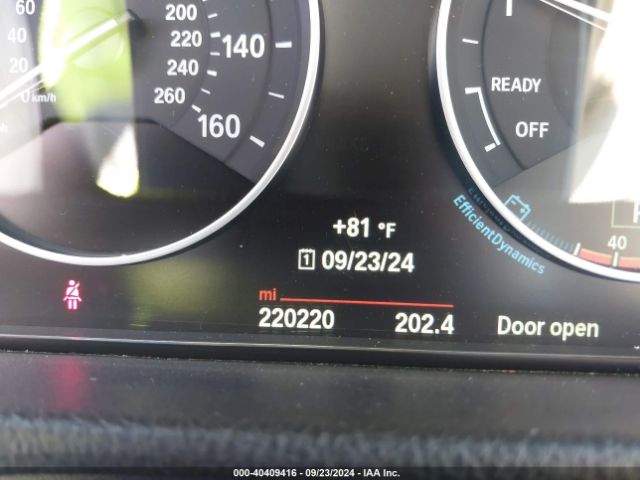 60
40
20
0 km/h
200
220
240
260
140
160
READY
OFF
EfficientDynamics
40
+81 °F
1 09/23/24
mi
220220 202.4 Door open
000-40409416 - 09/23/2024 - IAA Inc.